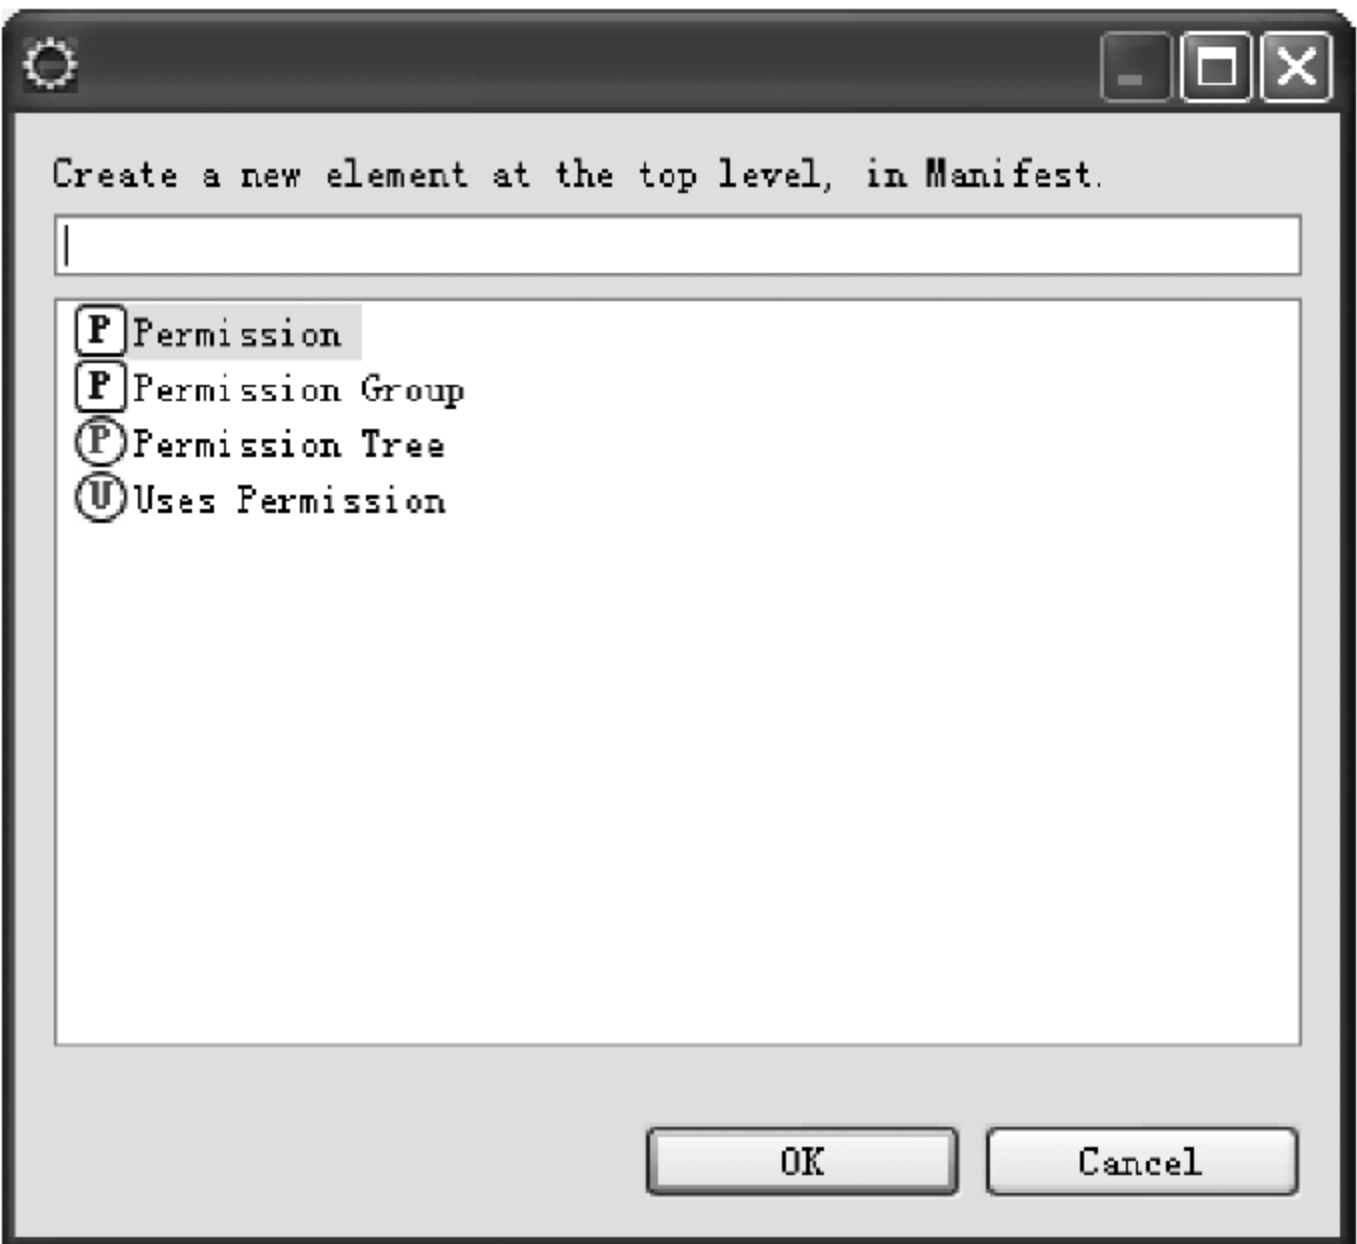 Create a new element at the top level, in Manifest.
P Permission
P Permission Group
P Permission Tree
U Uses Permission
OK
Cancel